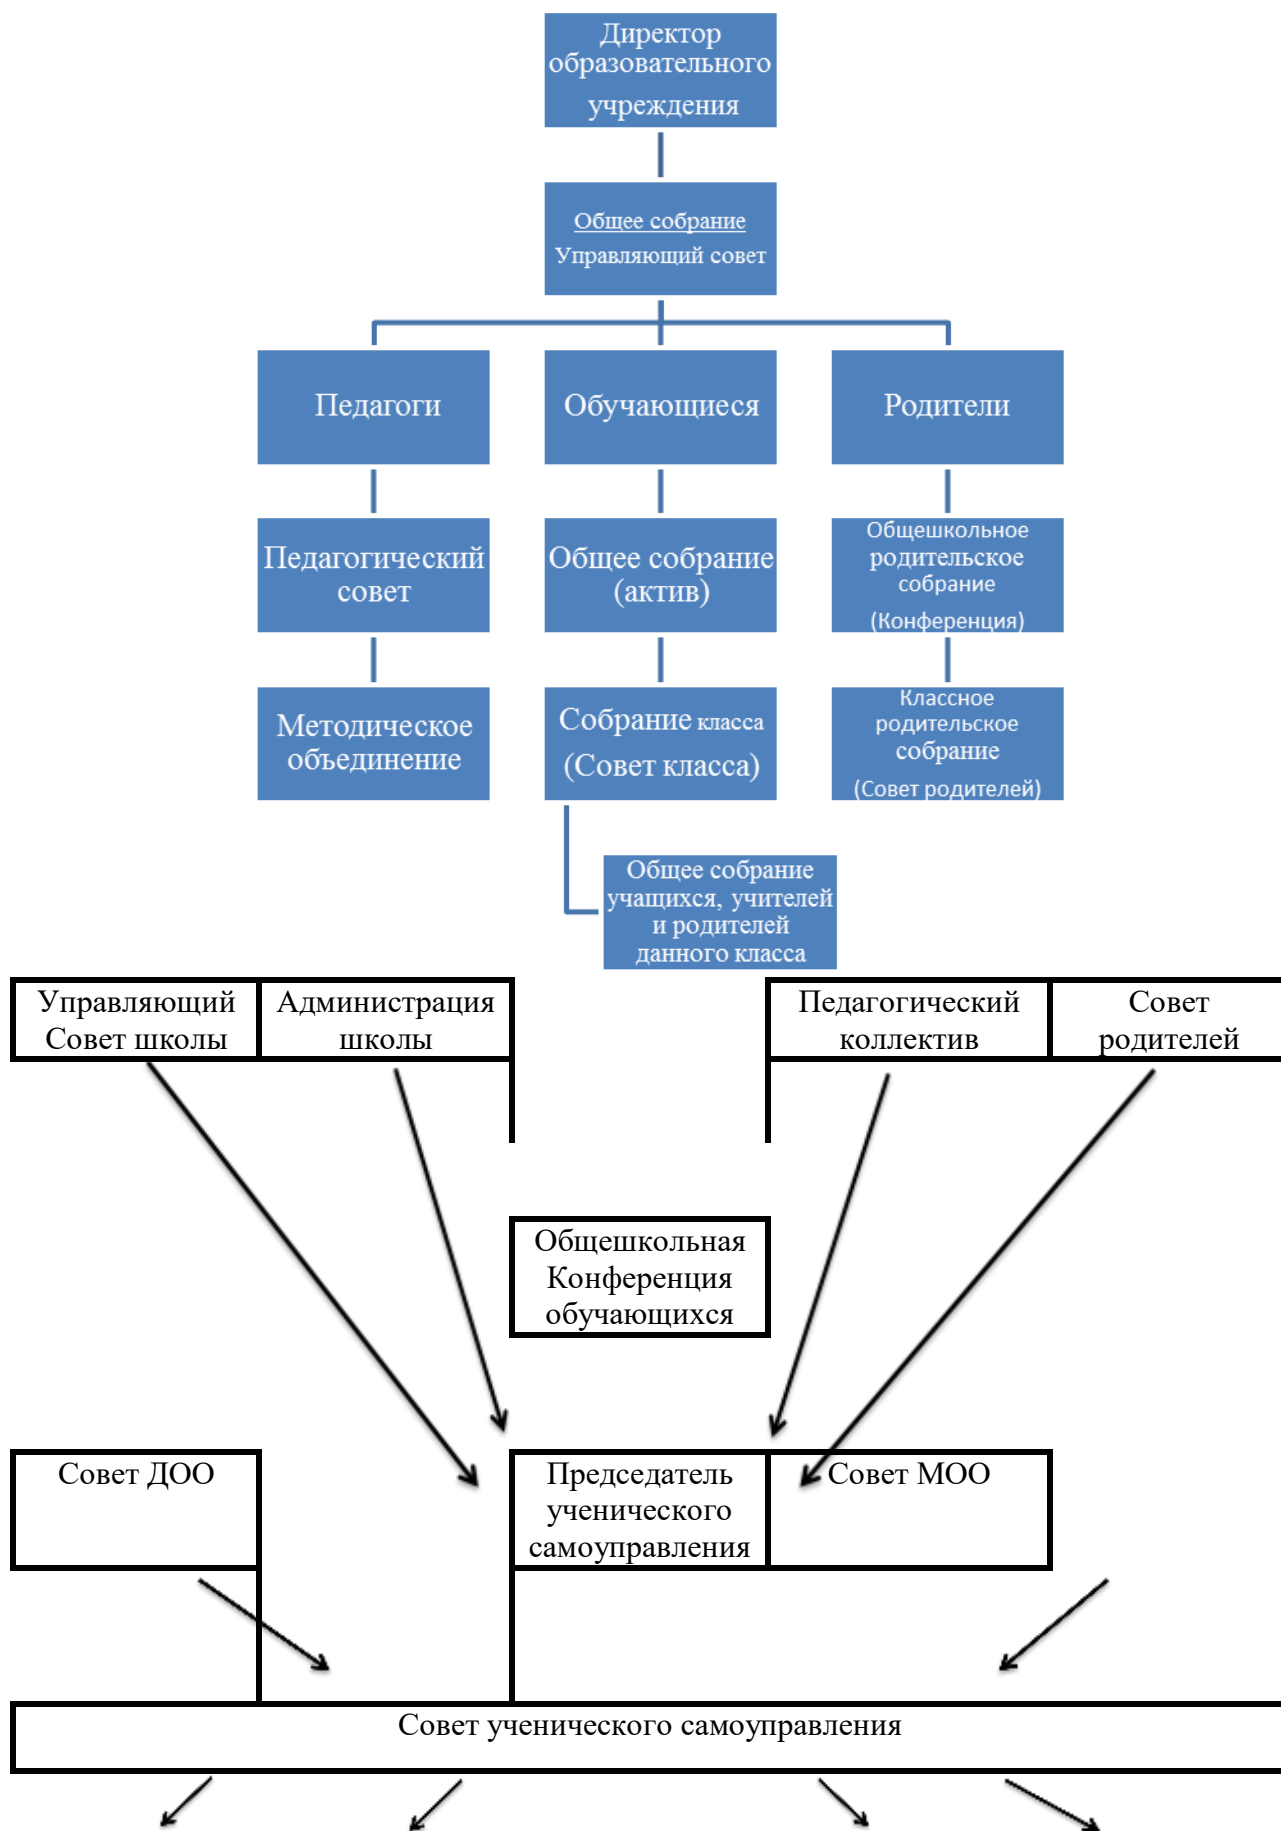 Директор
образовательного
учреждения
Общее собрание
Управляющий совет
Педагоги
Обучающиеся
Родители
Педагогический
совет
Общее собрание
(актив)
Общешкольное
родительское
собрание
(Конференция)
Методическое
объединение
Собрание класса
(Совет класса)
Классное
родительское
собрание
(Совет родителей)
Общее собрание
учащихся, учителей
и родителей
данного класса
Управляющий
Совет школы
Администрация
школы
Педагогический
коллектив
Совет
родителей
Общешкольная
Конференция
обучающихся
Совет ДОО
Председатель
ученического
самоуправления
Совет МОО
Совет ученического самоуправления